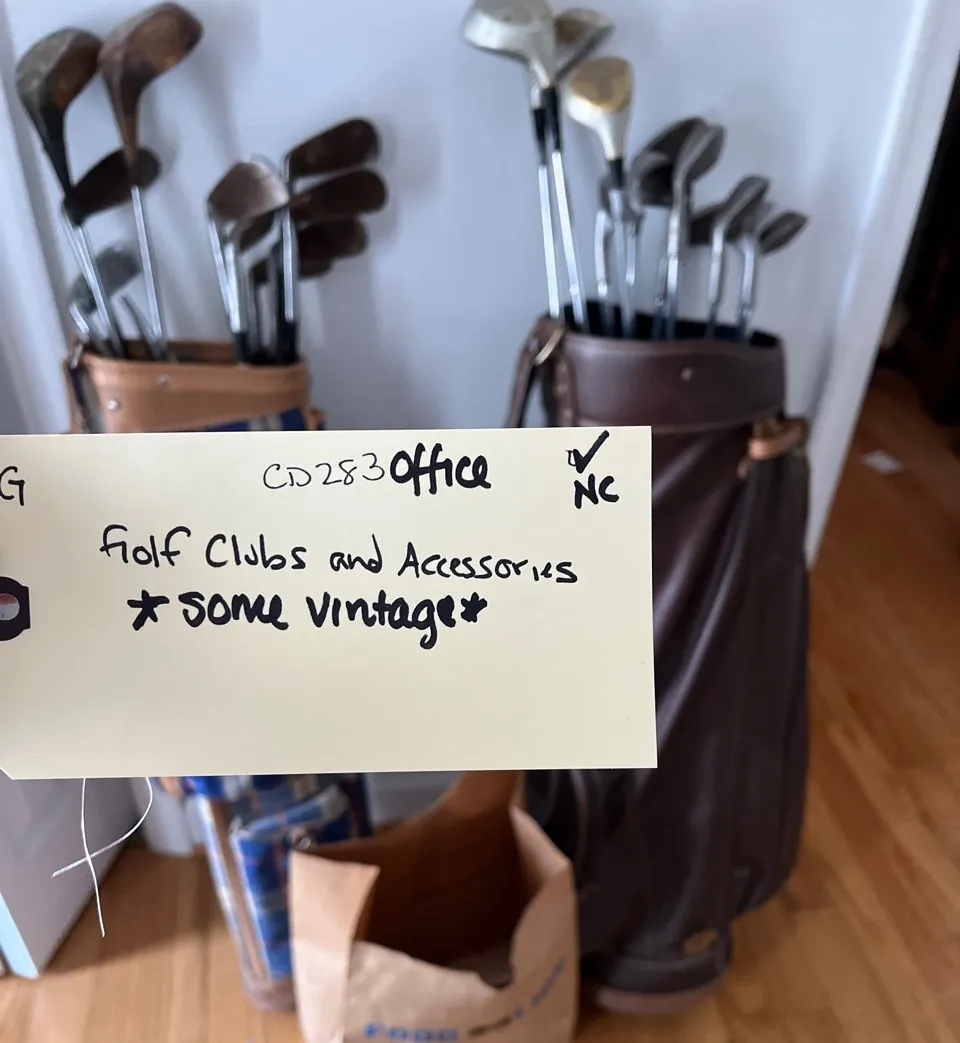 G CD283 Office ✓
NC
Golf Clubs and Accessories
*Some vintage*